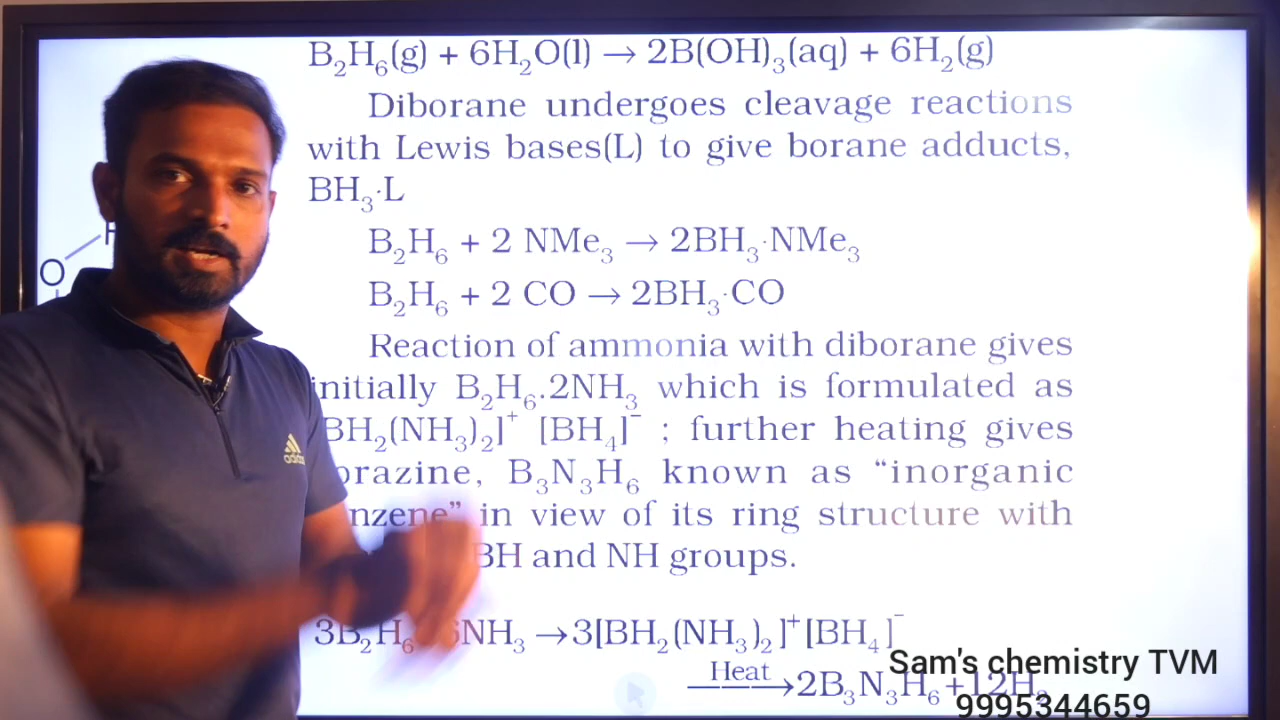 B₂H₆(g) + 6H₂O(l) → 2B(OH)₃(aq) + 6H₂(g)
Diborane undergoes cleavage reactions
with Lewis bases(L) to give borane adducts,
BH₃·L
B₂H₆ + 2 NMe₃ → 2BH₃·NMe₃
B₂H₆ + 2 CO → 2BH₃·CO
O
Reaction of ammonia with diborane gives
initially B₂H₆.2NH₃ which is formulated as
BH₂(NH₃)₂]⁺ [BH₄]⁻ ; further heating gives
orazine, B₃N₃H₆ known as “inorganic
nzene” in view of its ring structure with
BH and NH groups.
adidas
3B₂H₆ 6NH₃ → 3[BH₂(NH₃)₂]⁺[BH₄]⁻
Heat
→2B₃N₃H₆+12H₂
Sam's chemistry TVM
9995344659